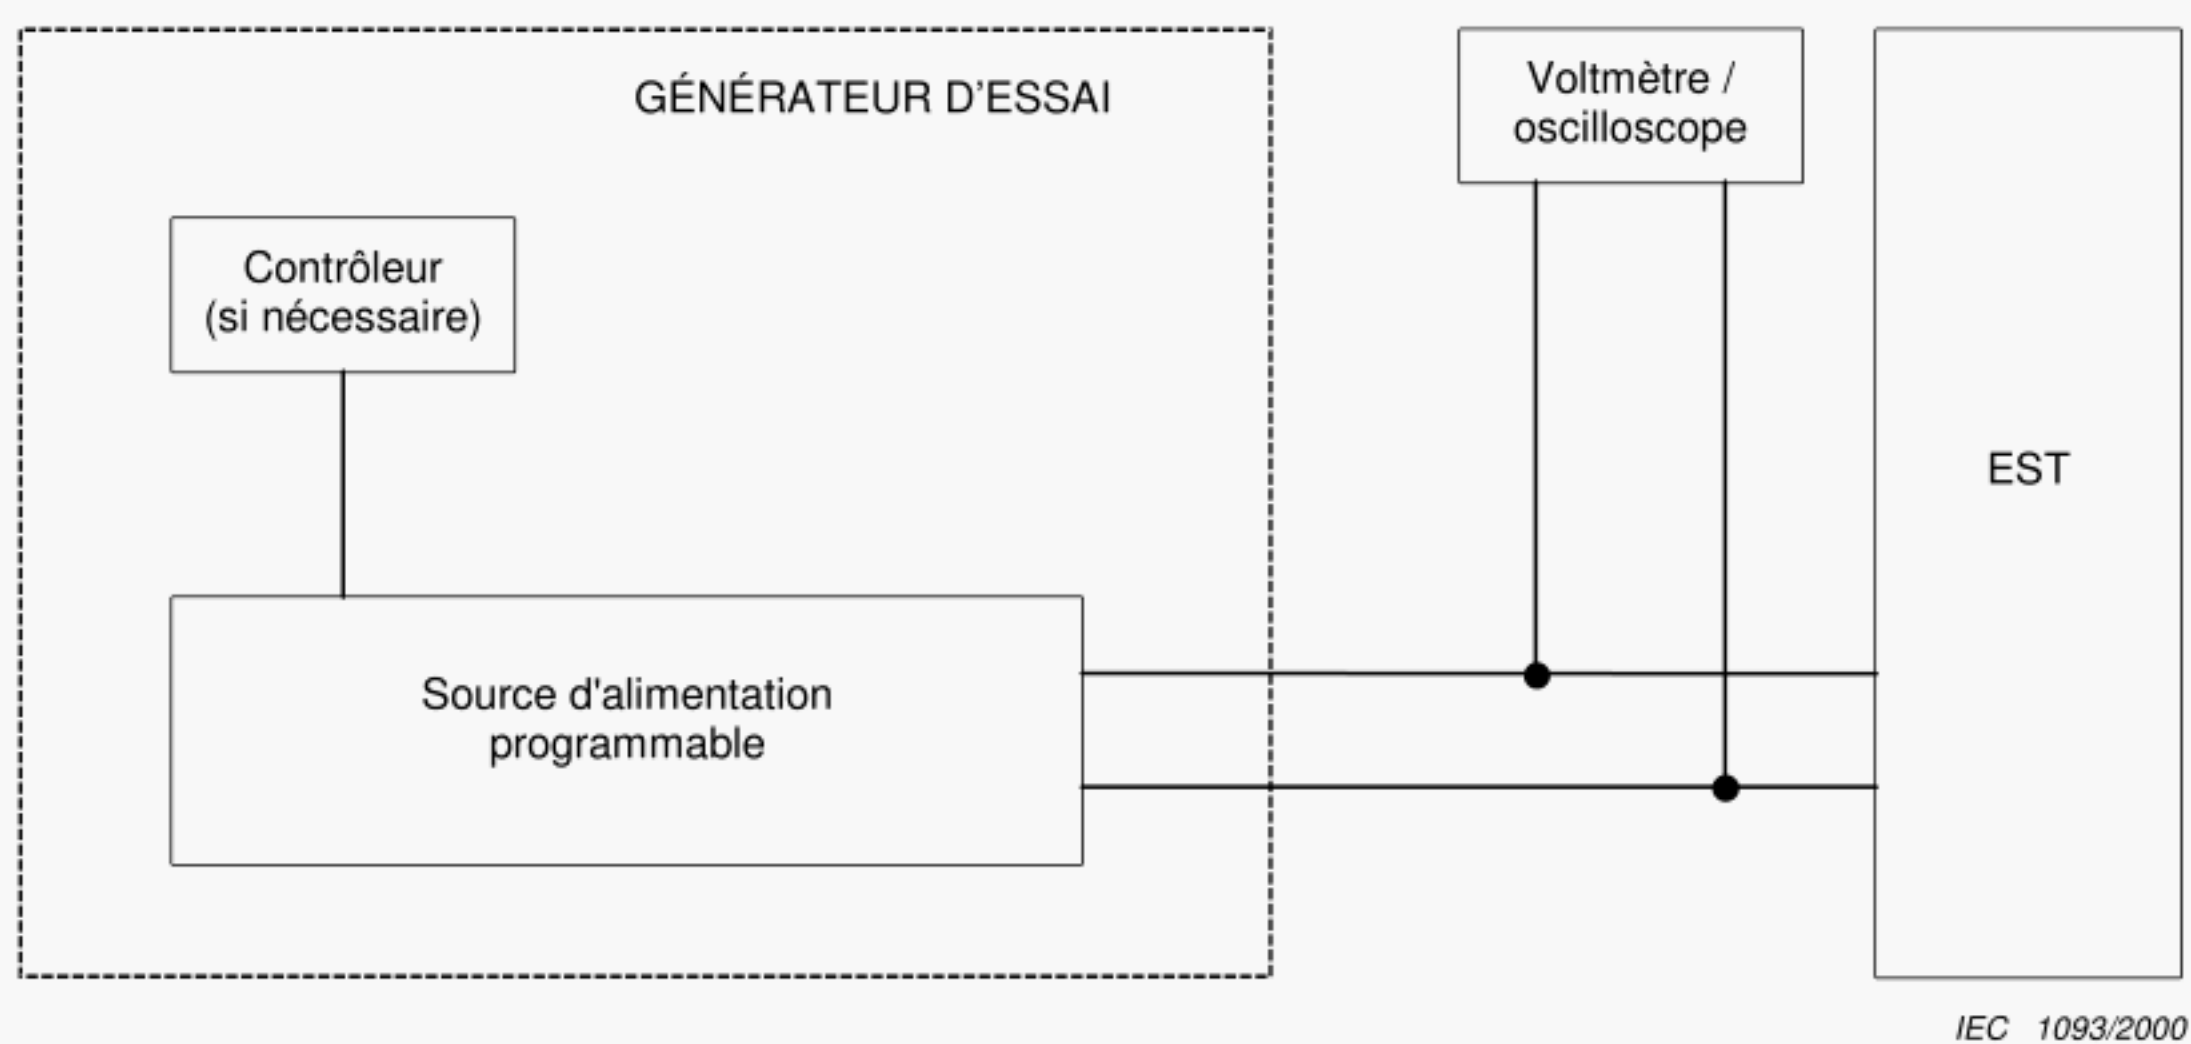 GÉNÉRATEUR D'ESSAI
Voltmètre /
oscilloscope
Contrôleur
(si nécessaire)
EST
Source d'alimentation
programmable
IEC 1093/2000